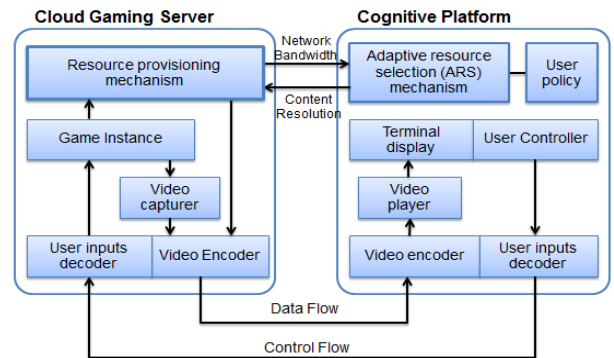 Cloud Gaming Server
Cognitive Platform
Resource provisioning
mechanism
Network
Bandwidth
Content
Resolution
Adaptive resource
selection (ARS)
mechanism
User
policy
Game Instance
Terminal
display
User Controller
Video
capturer
Video
player
User inputs
decoder
Video Encoder
Video encoder
User inputs
decoder
Data Flow
Control Flow